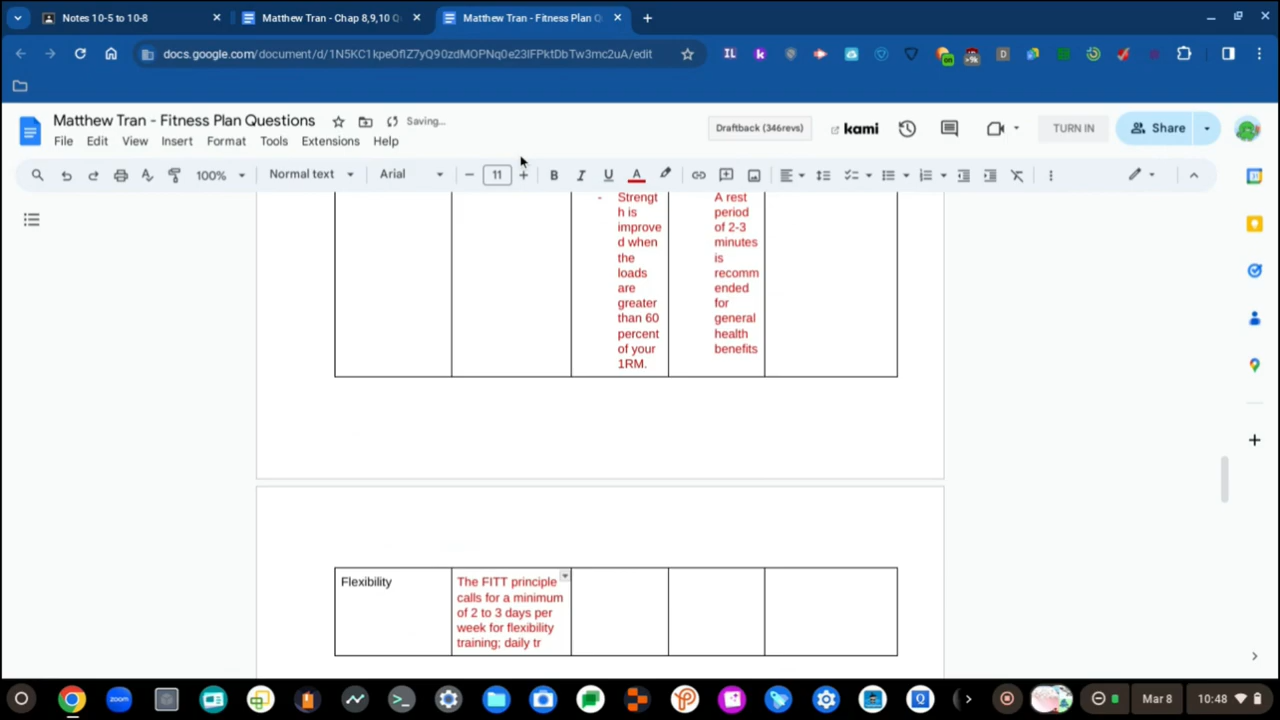 Notes 10-5 to 10-8
Matthew Tran - Chap 8,9,10 Q
Matthew Tran - Fitness Plan Q
docs.google.com/document/d/1N5KC1kpeOflZ7yQ90zdMOPNq0e23IFPktDbTw3mc2uA/edit
Matthew Tran - Fitness Plan Questions
Saving…
File Edit View Insert Format Tools Extensions Help
Draftback (346revs)
kami
TURN IN
Share
100%
Normal text
Arial
11
- Strengt
h is
improve
d when
the
loads
are
greater
than 60
percent
of your
1RM.
A rest
period
of 2-3
minutes
is
recomm
ended
for
general
health
benefits
Flexibility
The FITT principle
calls for a minimum
of 2 to 3 days per
week for flexibility
training; daily tr
zoom
Mar 8
10:48